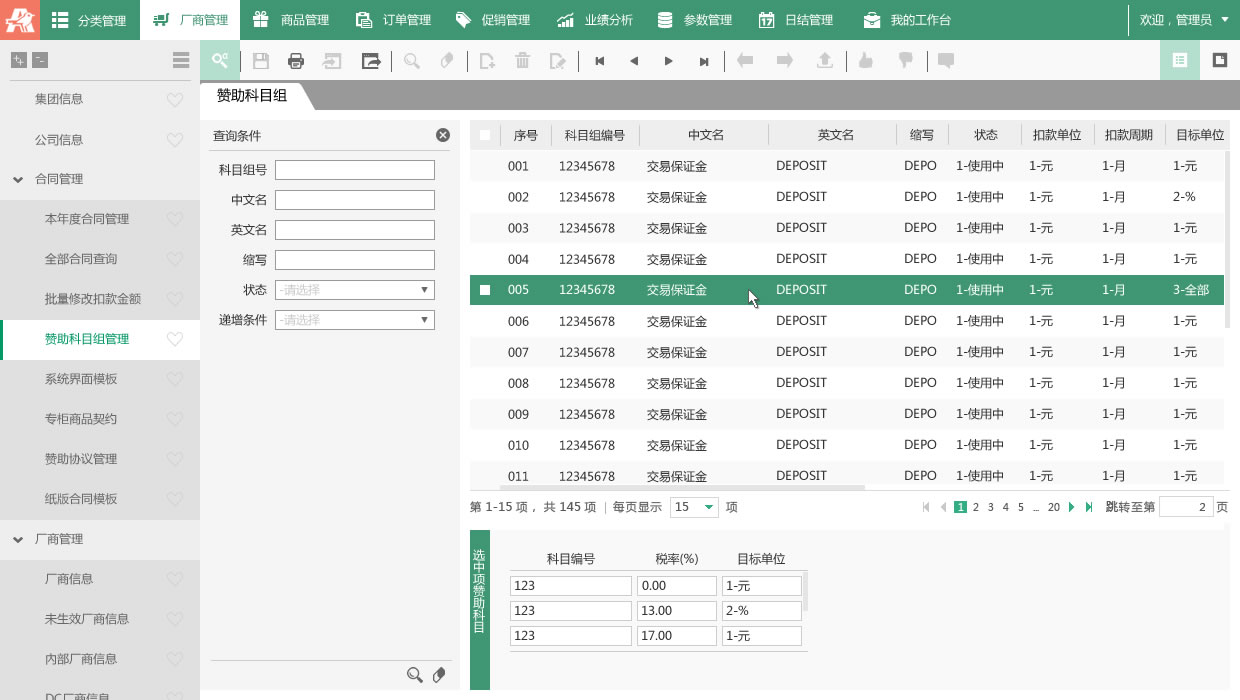 分类管理 厂商管理 商品管理 订单管理 促销管理 业绩分析 参数管理 日结管理 我的工作台 欢迎，管理员
集团信息
公司信息
合同管理
本年度合同管理
全部合同查询
批量修改扣款金额
赞助科目组管理
系统界面模板
专柜商品契约
赞助协议管理
纸版合同模板
厂商管理
厂商信息
未生效厂商信息
内部厂商信息
DC厂商信息
赞助科目组
查询条件
科目组号
中文名
英文名
缩写
状态 -请选择
递增条件 -请选择
序号 科目组编号 中文名 英文名 缩写 状态 扣款单位 扣款周期 目标单位
001 12345678 交易保证金 DEPOSIT DEPO 1-使用中 1-元 1-月 1-元
002 12345678 交易保证金 DEPOSIT DEPO 1-使用中 1-元 1-月 2-%
003 12345678 交易保证金 DEPOSIT DEPO 1-使用中 1-元 1-月 1-元
004 12345678 交易保证金 DEPOSIT DEPO 1-使用中 1-元 1-月 1-元
005 12345678 交易保证金 DEPOSIT DEPO 1-使用中 1-元 1-月 3-全部
006 12345678 交易保证金 DEPOSIT DEPO 1-使用中 1-元 1-月 1-元
007 12345678 交易保证金 DEPOSIT DEPO 1-使用中 1-元 1-月 1-元
008 12345678 交易保证金 DEPOSIT DEPO 1-使用中 1-元 1-月 1-元
009 12345678 交易保证金 DEPOSIT DEPO 1-使用中 1-元 1-月 1-元
010 12345678 交易保证金 DEPOSIT DEPO 1-使用中 1-元 1-月 1-元
011 12345678 交易保证金 DEPOSIT DEPO 1-使用中 1-元 1-月 1-元
第 1-15 项，共 145 项 | 每页显示 15 项 1 2 3 4 5 ... 20 跳转至第 2 页
选中项赞助科目
科目编号 税率(%) 目标单位
123 0.00 1-元
123 13.00 2-%
123 17.00 1-元